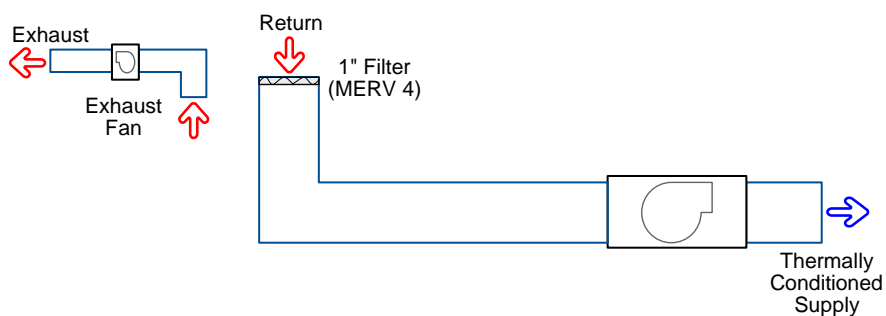 Exhaust
Exhaust
Fan
Return
1" Filter
(MERV 4)
Thermally
Conditioned
Supply